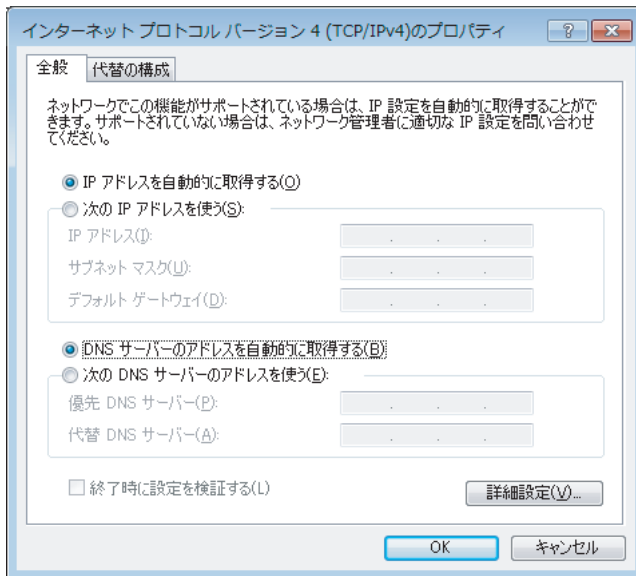 インターネット プロトコル バージョン 4 (TCP/IPv4)のプロパティ
全般 代替の構成
ネットワークでこの機能がサポートされている場合は、IP 設定を自動的に取得することがで
きます。サポートされていない場合は、ネットワーク管理者に適切な IP 設定を問い合わせ
てください。
IP アドレスを自動的に取得する(O)
次の IP アドレスを使う(S):
IP アドレス(I):
サブネット マスク(U):
デフォルト ゲートウェイ(D):
DNS サーバーのアドレスを自動的に取得する(B)
次の DNS サーバーのアドレスを使う(E):
優先 DNS サーバー(P):
代替 DNS サーバー(A):
終了時に設定を検証する(L)
詳細設定(V)...
OK キャンセル